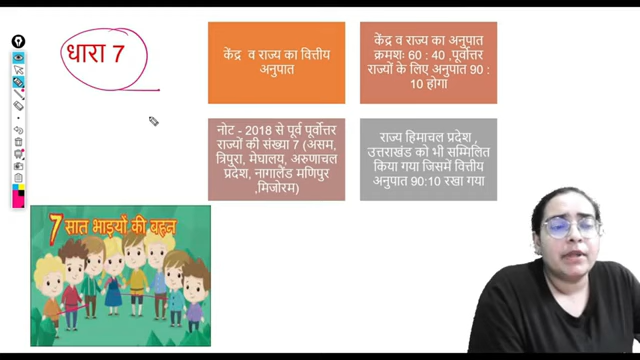 धारा 7
केंद्र व राज्य का वित्तीय
अनुपात
केंद्र व राज्य का अनुपात
क्रमशः 60 : 40 ,पूर्वोत्तर
राज्यों के लिए अनुपात 90 :
10 होगा
नोट - 2018 से पूर्व पूर्वोत्तर
राज्यों की संख्या 7 (असम,
त्रिपुरा, मेघालय, अरुणाचल
प्रदेश, नागालैंड मणिपुर
,मिजोरम)
राज्य हिमाचल प्रदेश ,
उत्तराखंड को भी सम्मिलित
किया गया जिसमें वित्तीय
अनुपात 90:10 रखा गया
7 सात भाइयों की बहन